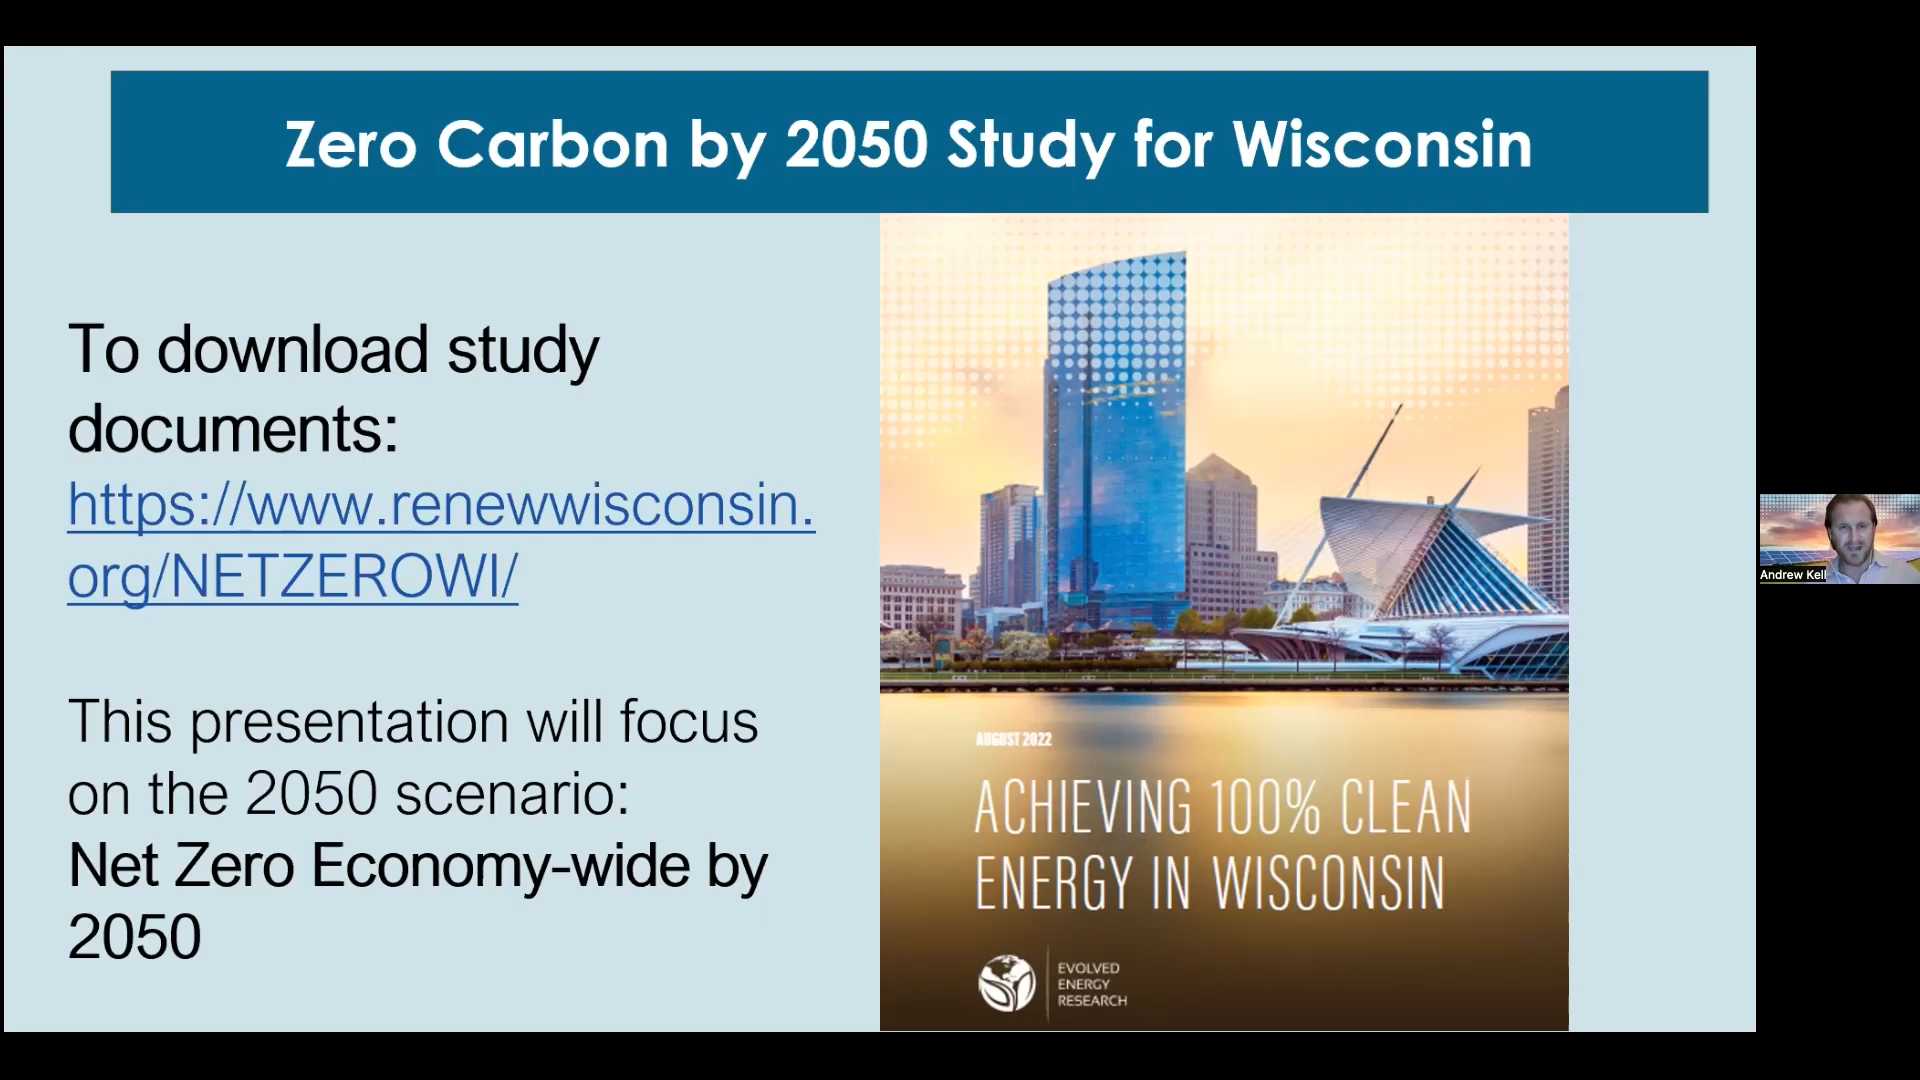 Zero Carbon by 2050 Study for Wisconsin
To download study
documents:
https://www.renewwisconsin.
org/NETZEROWI/
This presentation will focus
on the 2050 scenario:
Net Zero Economy-wide by
2050
AUGUST 2022
ACHIEVING 100% CLEAN
ENERGY IN WISCONSIN
EVOLVED
ENERGY
RESEARCH
Andrew Kell